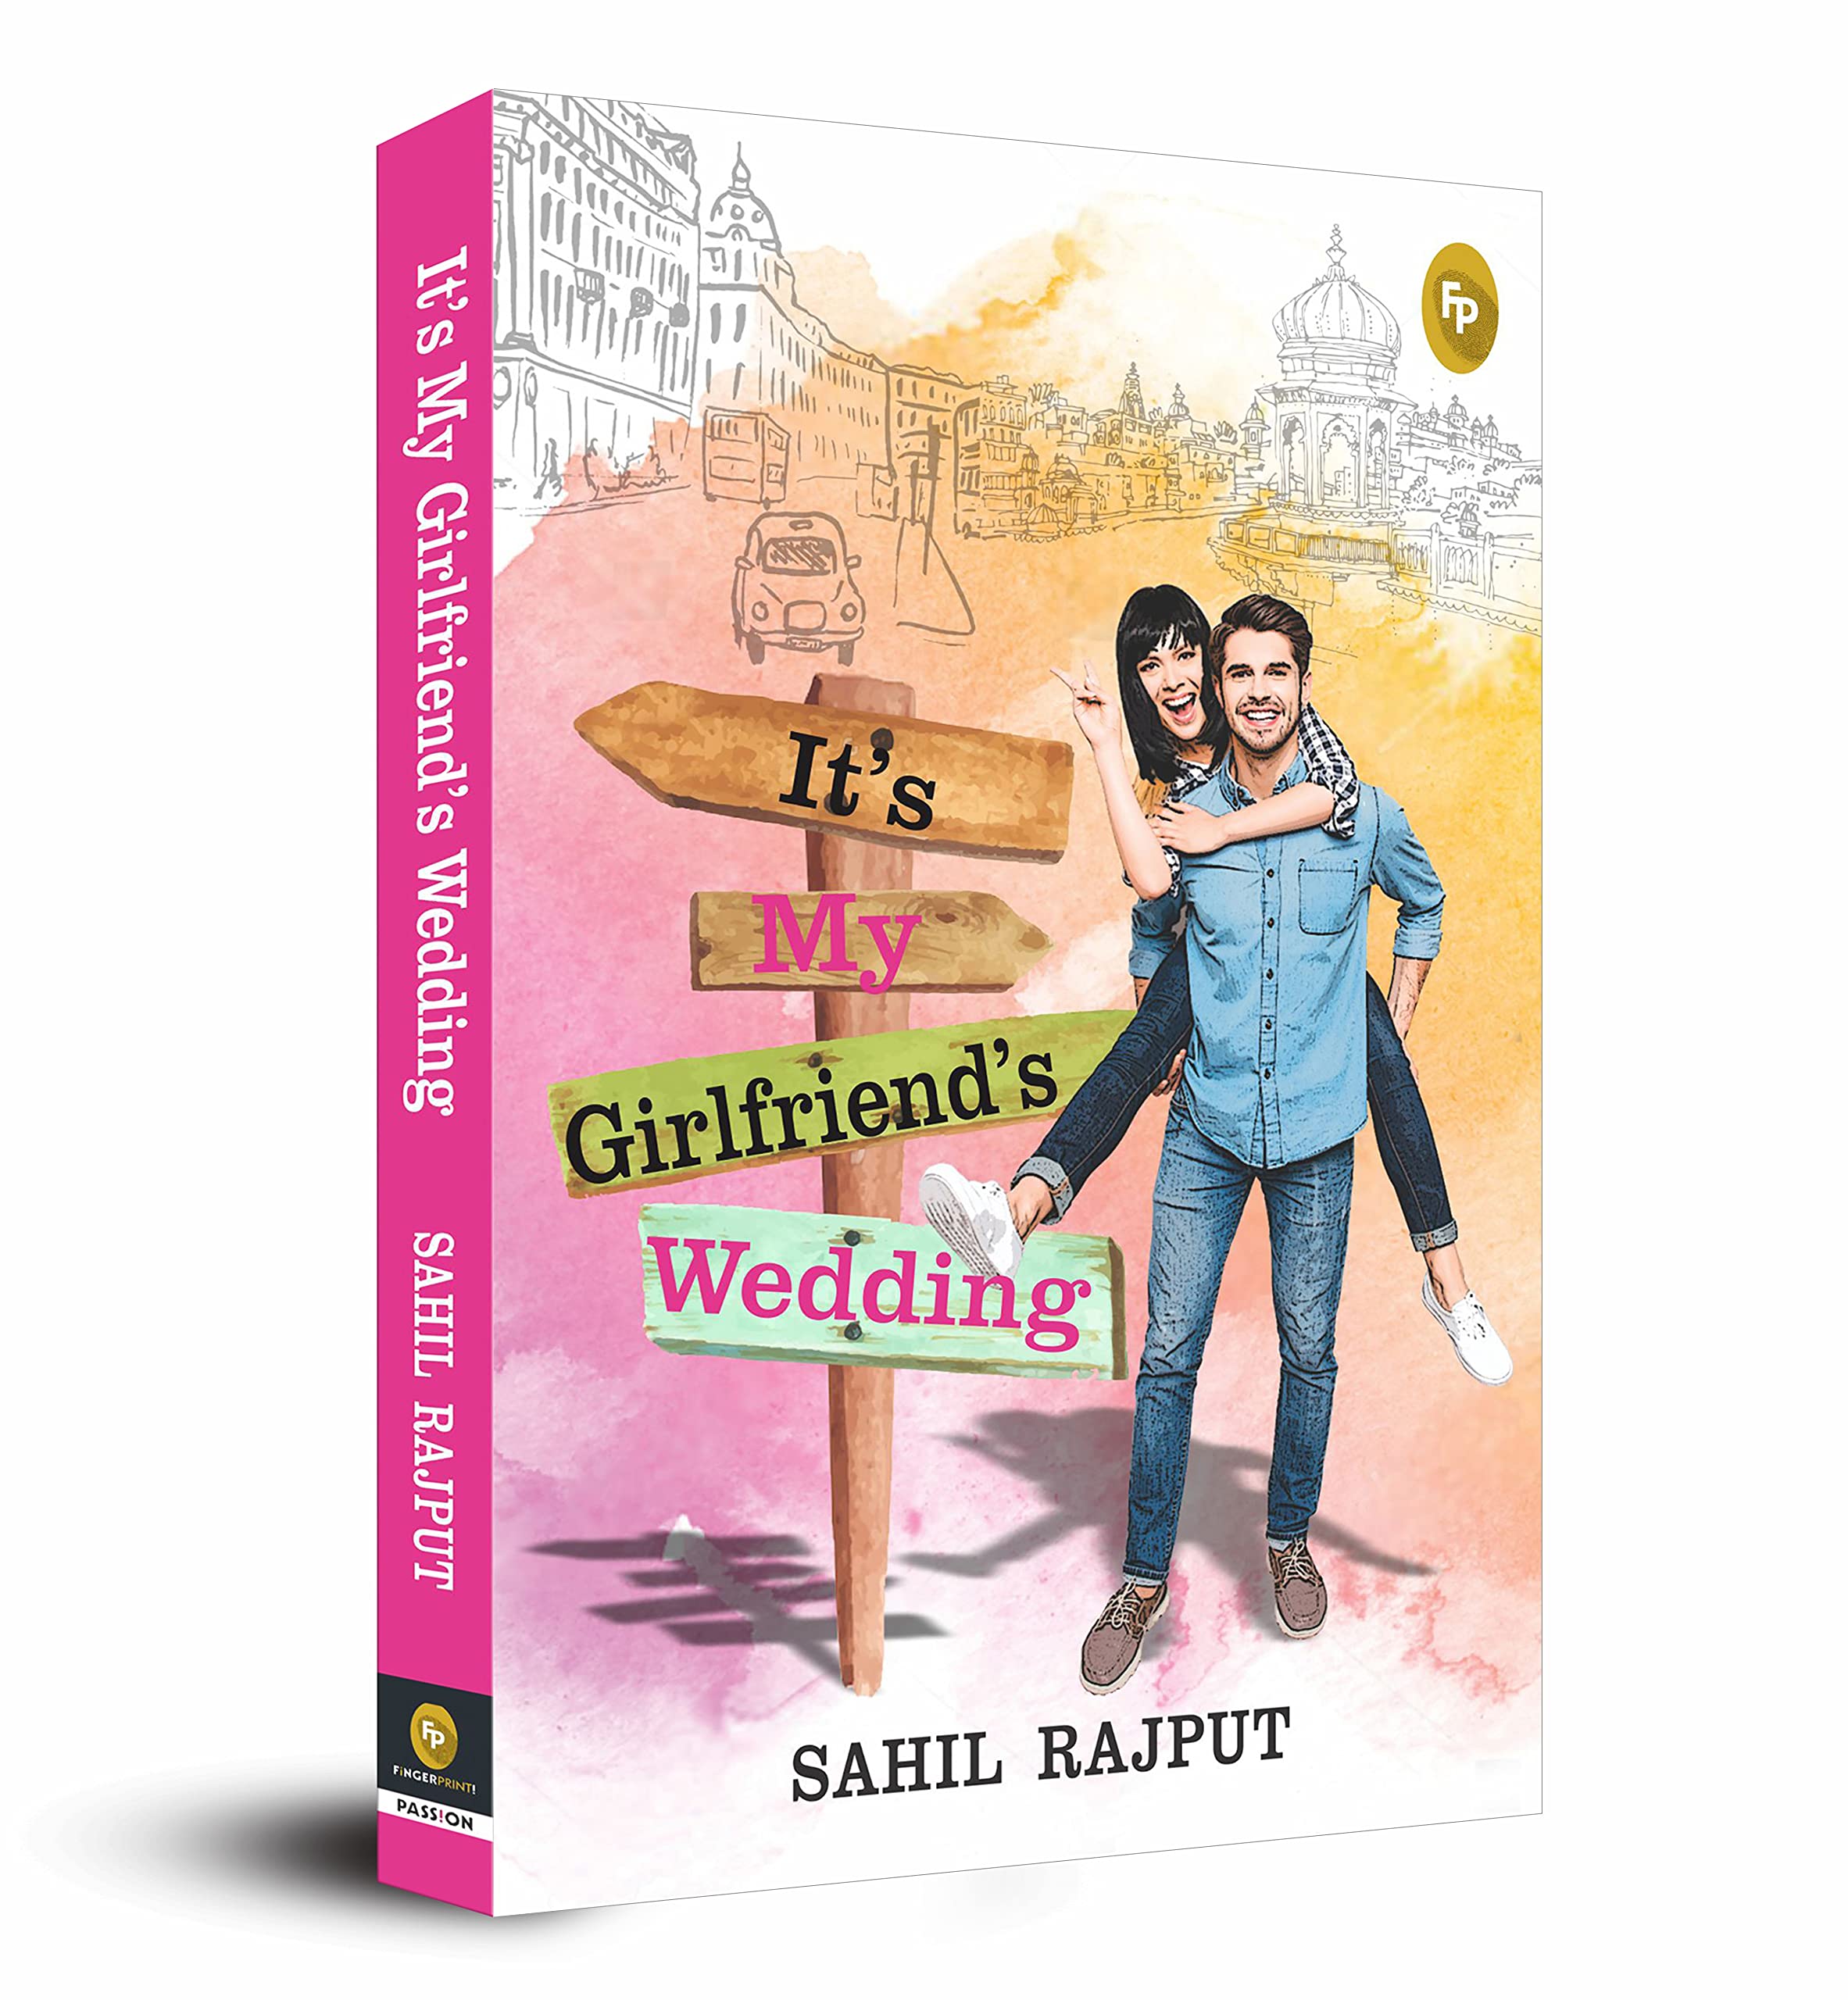 It's My Girlfriend's Wedding SAHIL RAJPUT
FP
FiNGERPRINT!
PASS!ON
FP
It's
My
Girlfriend's
Wedding
SAHIL RAJPUT